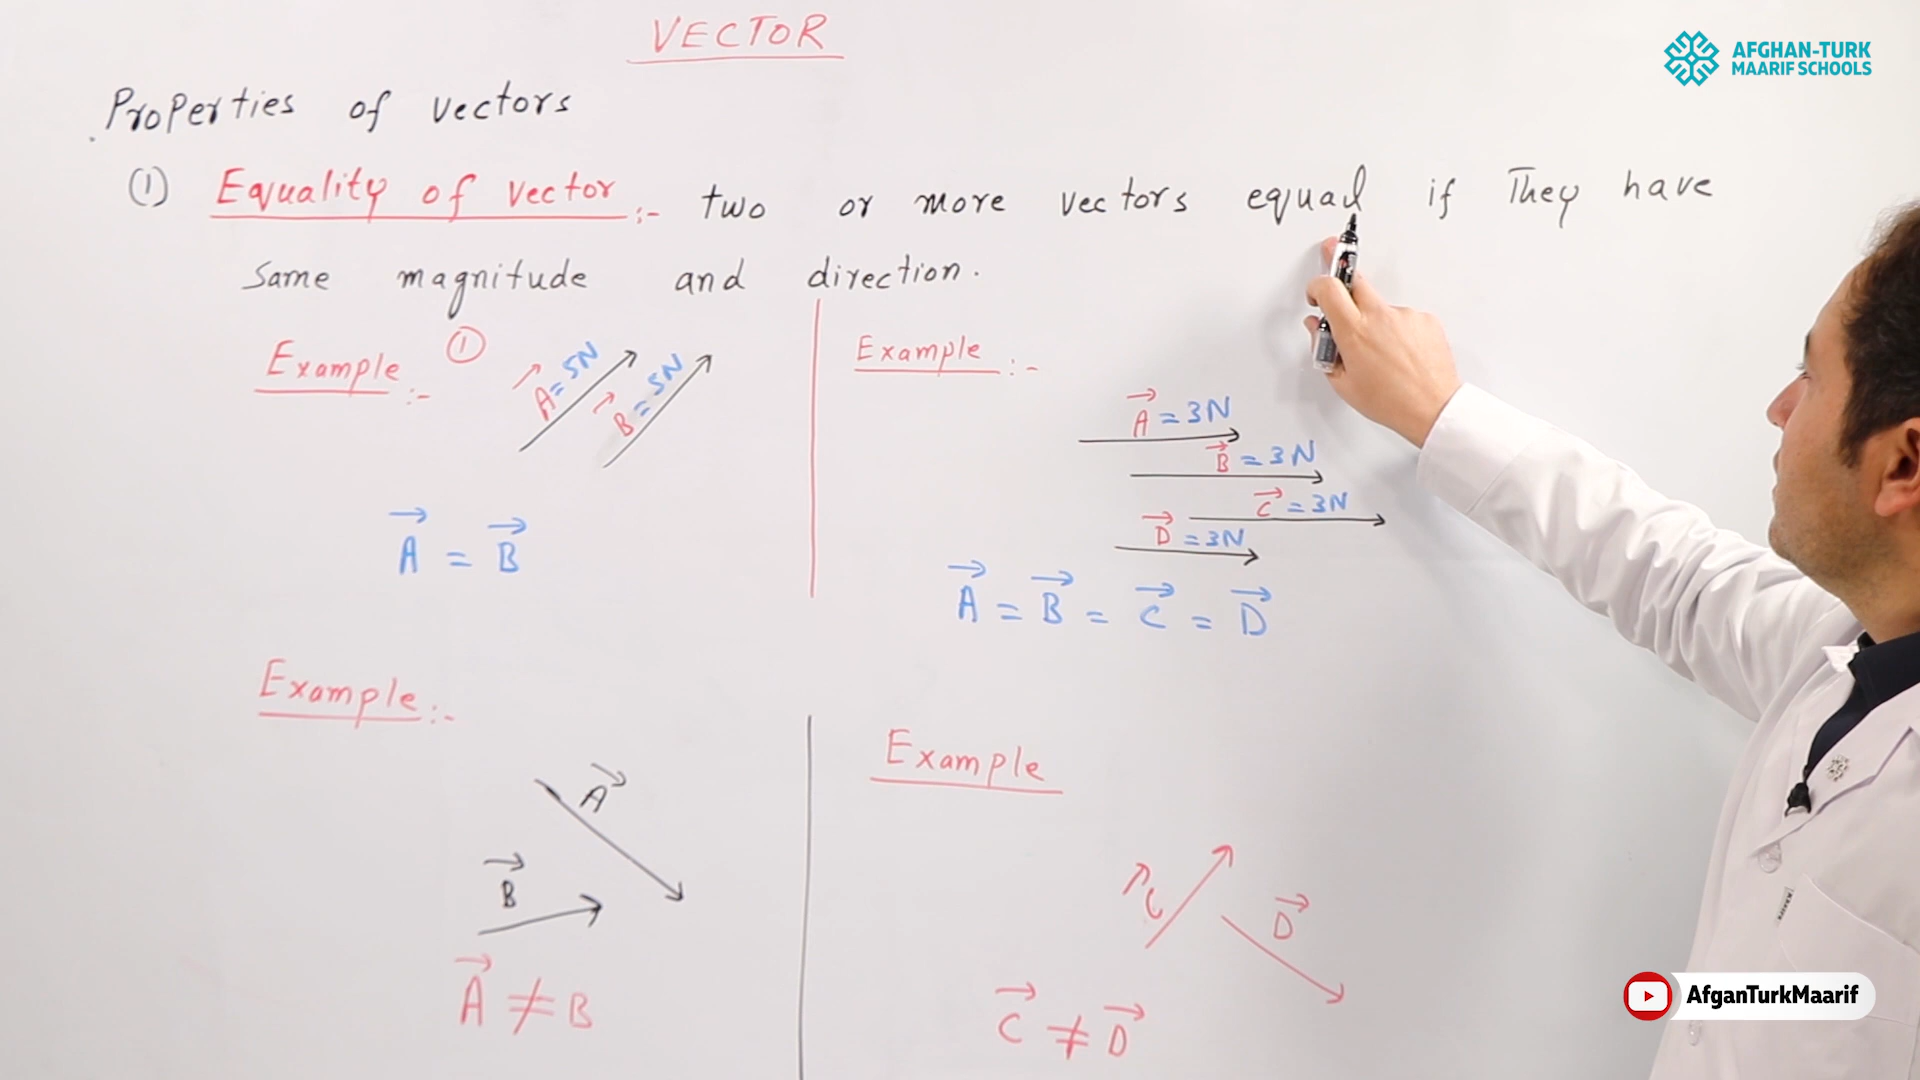 VECTOR
AFGHAN-TURK
MAARIF SCHOOLS
Properties of vectors
① Equality of vector :- two or more vectors equal if They have
same magnitude and direction.
Example :- ①
A⃗ = 5N
B⃗ = 5N
A⃗ = B⃗
Example :-
A⃗ = 3N
B⃗ = 3N
C⃗ = 3N
D⃗ = 3N
A⃗ = B⃗ = C⃗ = D⃗
Example :-
A⃗
B⃗
A⃗ ≠ B
Example
C⃗
D⃗
C⃗ ≠ D⃗
AfganTurkMaarif